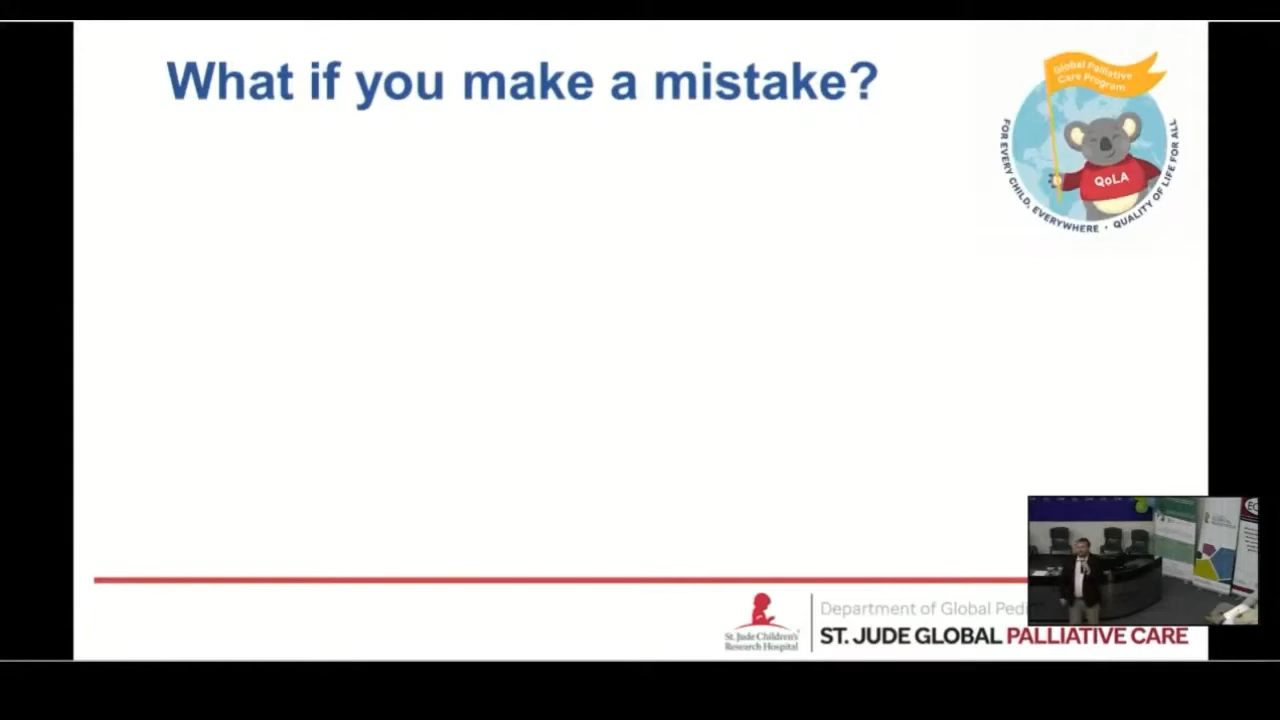 What if you make a mistake?
Global Palliative
Care Program
QoLA
FOR EVERY CHILD, EVERYWHERE • QUALITY OF LIFE FOR ALL
St. Jude Children's
Research Hospital
Department of Global
ST. JUDE GLOBAL PALLIATIVE CARE